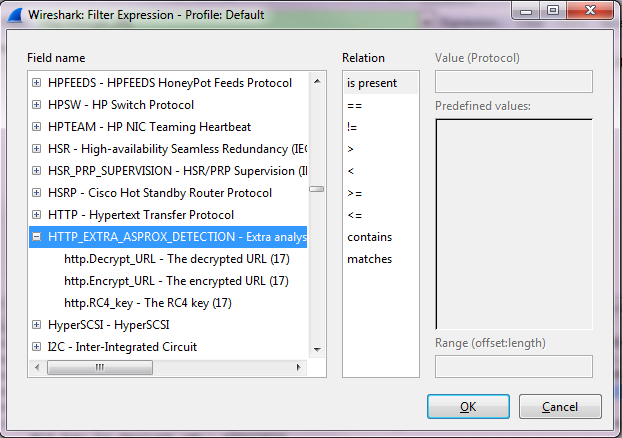 Wireshark: Filter Expression - Profile: Default
Field name
HPFEEDS - HPFEEDS HoneyPot Feeds Protocol
HPSW - HP Switch Protocol
HPTEAM - HP NIC Teaming Heartbeat
HSR - High-availability Seamless Redundancy (IEC
HSR_PRP_SUPERVISION - HSR/PRP Supervision (I
HSRP - Cisco Hot Standby Router Protocol
HTTP - Hypertext Transfer Protocol
HTTP_EXTRA_ASPROX_DETECTION - Extra analys
http.Decrypt_URL - The decrypted URL (17)
http.Encrypt_URL - The encrypted URL (17)
http.RC4_key - The RC4 key (17)
HyperSCSI - HyperSCSI
I2C - Inter-Integrated Circuit
Relation
is present
==
!=
>
<
>=
<=
contains
matches
Value (Protocol)
Predefined values:
Range (offset:length)
OK
Cancel